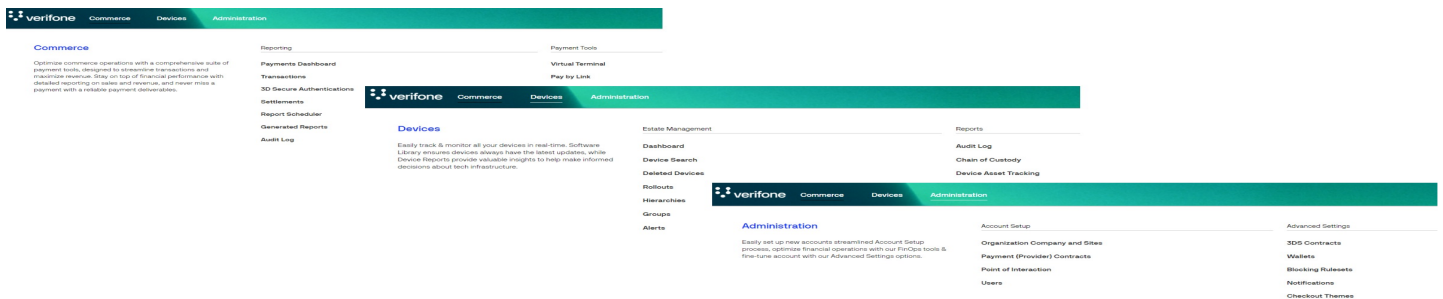 verifone Commerce Devices Administration
Commerce
Optimize commerce operations with a comprehensive suite of
payment tools, designed to streamline transactions and
maximize revenue. Stay on top of financial performance with
detailed reporting on sales and revenue, and never miss a
payment with a reliable payment deliverables.
Reporting
Payments Dashboard
Transactions
3D Secure Authentications
Settlements
Report Scheduler
Generated Reports
Audit Log
Payment Tools
Virtual Terminal
Pay by Link
verifone Commerce Devices Administration
Devices
Easily track & monitor all your devices in real-time. Software
Library ensures devices always have the latest updates, while
Device Reports provide valuable insights to help make informed
decisions about tech infrastructure.
Estate Management
Dashboard
Device Search
Deleted Devices
Rollouts
Hierarchies
Groups
Alerts
Reports
Audit Log
Chain of Custody
Device Asset Tracking
verifone Commerce Devices Administration
Administration
Easily set up new accounts streamlined Account Setup
process, optimize financial operations with our FinOps tools &
fine-tune account with our Advanced Settings options.
Account Setup
Organization Company and Sites
Payment (Provider) Contracts
Point of Interaction
Users
Advanced Settings
3DS Contracts
Wallets
Blocking Rulesets
Notifications
Checkout Themes